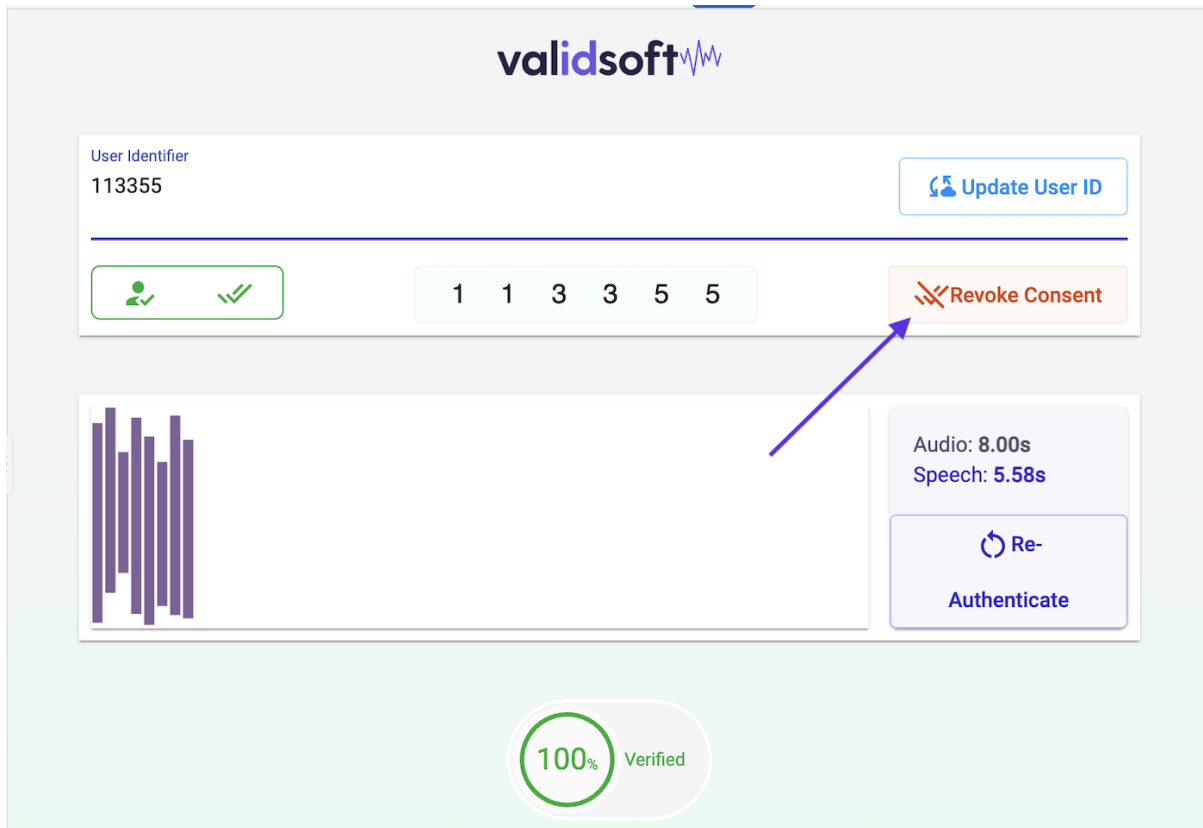 validsoft
User Identifier
113355
Update User ID
1 1 3 3 5 5
Revoke Consent
Audio: 8.00s
Speech: 5.58s
Re-
Authenticate
100% Verified